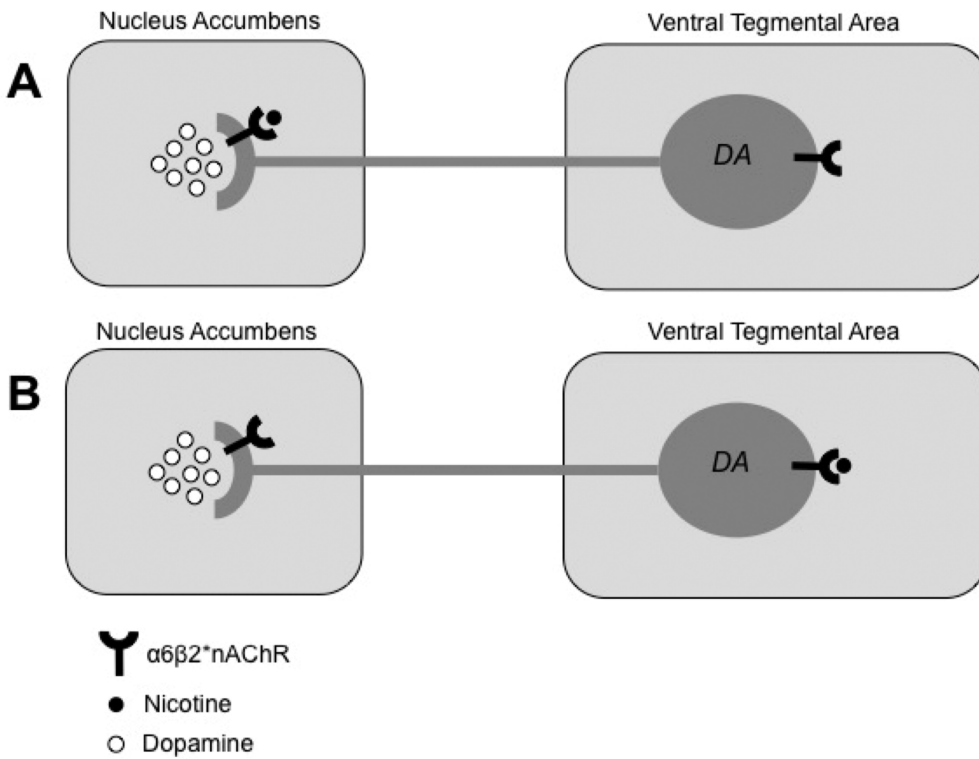 Nucleus Accumbens
Ventral Tegmental Area
A
DA
Nucleus Accumbens
Ventral Tegmental Area
B
DA
α6β2*nAChR
Nicotine
Dopamine